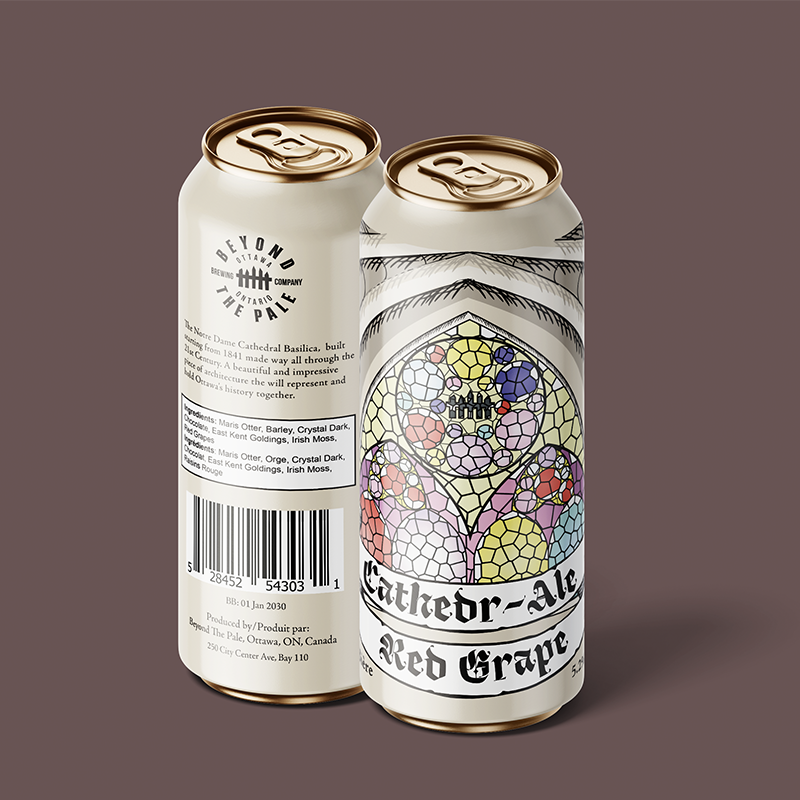 BEYOND
OTTAWA
BREWING COMPANY
ONTARIO
THE PALE
The Notre Dame Cathedral Basilica, built
starting from 1841 made way all through the
21st Century. A beautiful and impressive
piece of architecture the will represent and
hold Ottawa's history together.
Ingredients: Maris Otter, Barley, Crystal Dark,
Chocolate, East Kent Goldings, Irish Moss,
Red Grapes
Ingrédients: Maris Otter, Orge, Crystal Dark,
Chocolat, East Kent Goldings, Irish Moss,
Raisins Rouge
5 28452 54303 1
BB: 01 Jan 2030
Produced by/Produit par:
Beyond The Pale, Ottawa, ON, Canada
250 City Center Ave, Bay 110
Cathedr-Ale
Red Grape